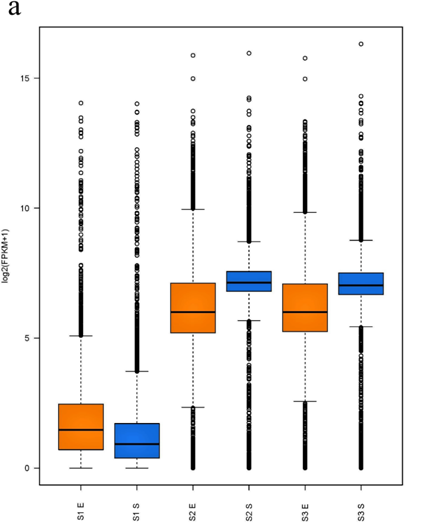 a
15
10
5
0
log2(FPKM+1)
S1 E
S1 S
S2 E
S2 S
S3 E
S3 S